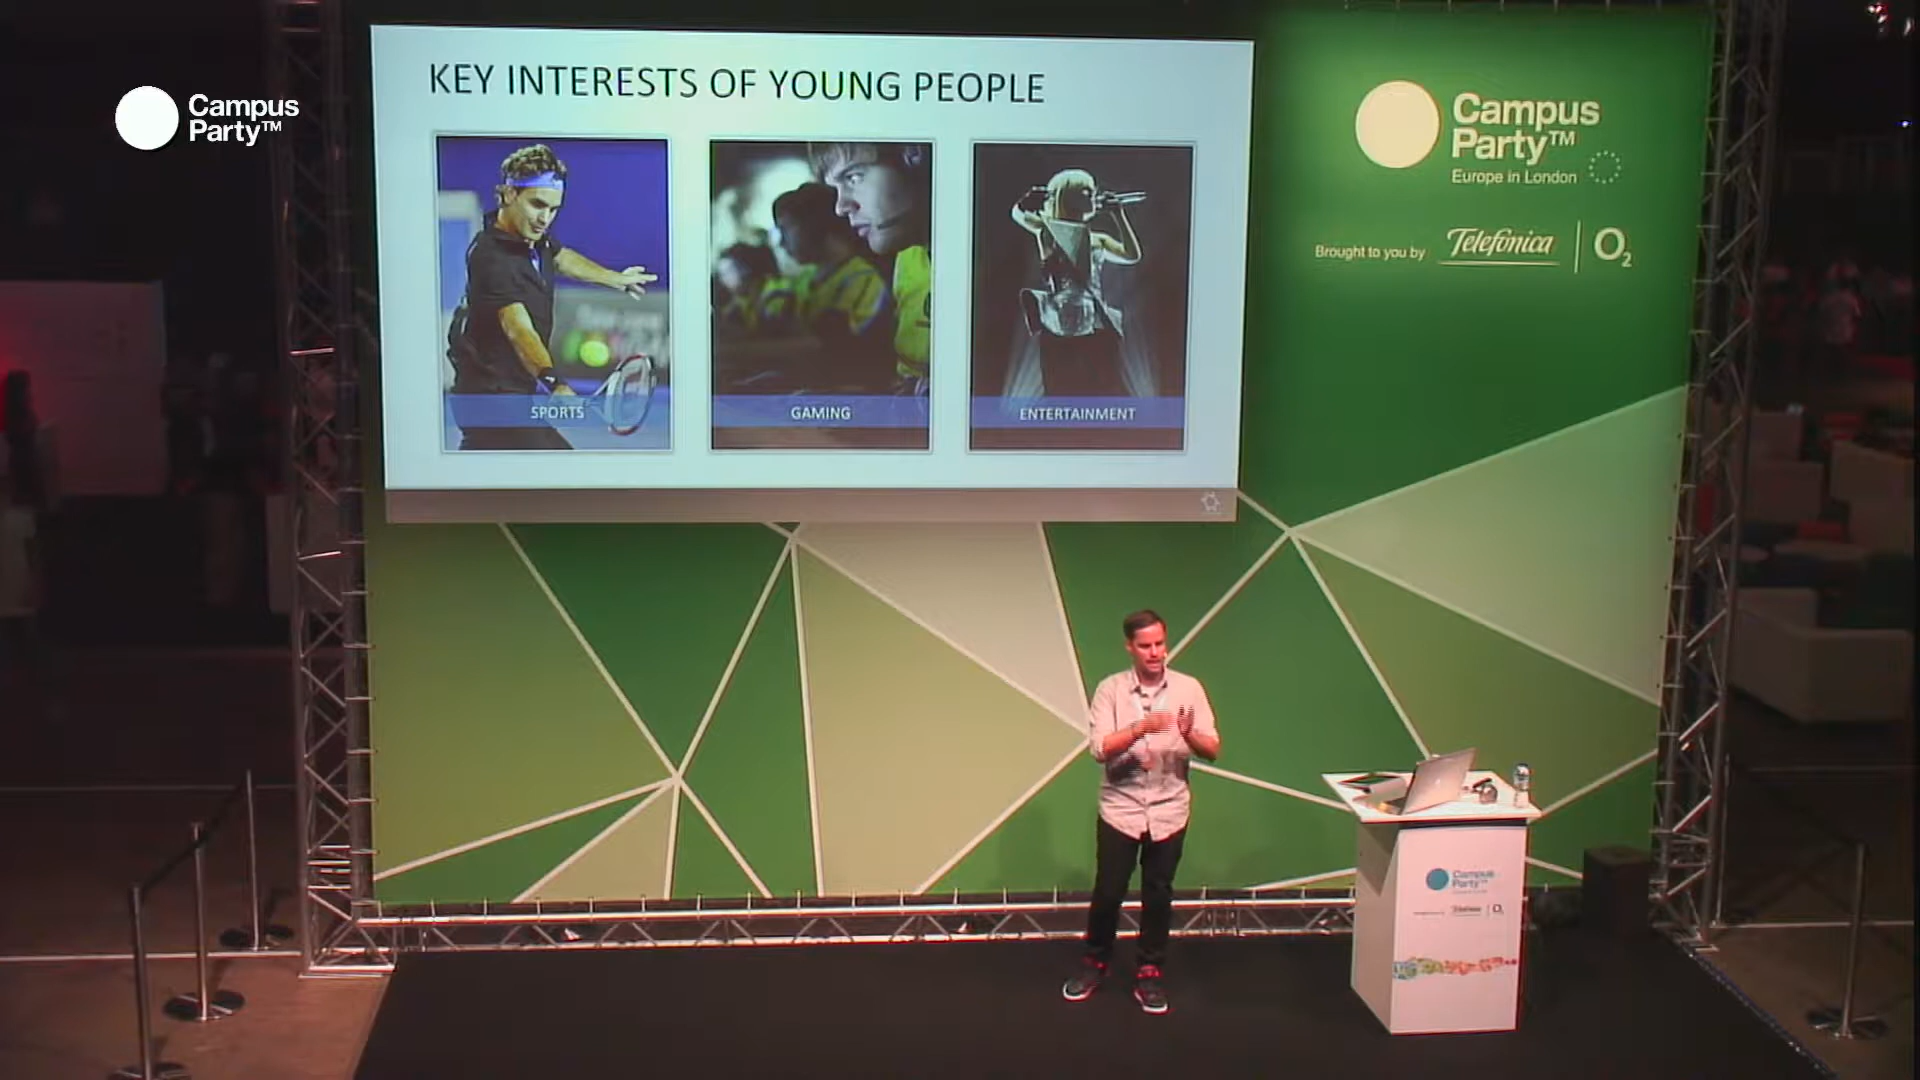 Campus
Party™
KEY INTERESTS OF YOUNG PEOPLE
SPORTS
GAMING
ENTERTAINMENT
Campus
Party™
Europe in London
Brought to you by
Telefonica
O2
Campus
Party™